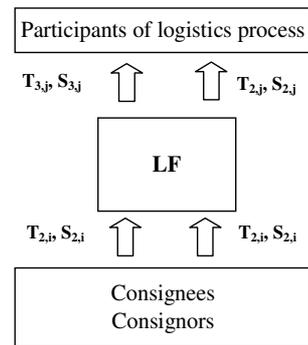 Participants of logistics process
T3,j, S3,j
T2,j, S2,j
LF
T2,i, S2,i
T2,i, S2,i
Consignees
Consignors